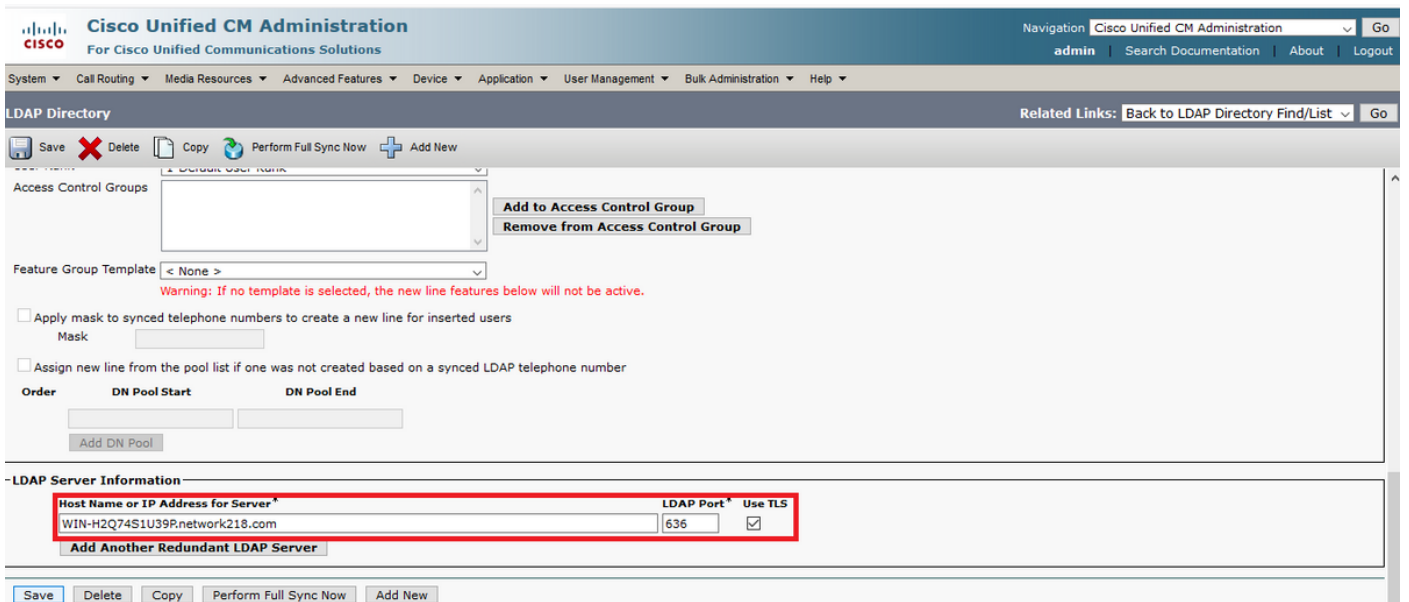 Cisco Unified CM Administration
CISCO For Cisco Unified Communications Solutions
Navigation Cisco Unified CM Administration Go
admin | Search Documentation | About | Logout
System Call Routing Media Resources Advanced Features Device Application User Management Bulk Administration Help
LDAP Directory Related Links: Back to LDAP Directory Find/List Go
Save Delete Copy Perform Full Sync Now Add New
User Rank 1-Default User Rank
Access Control Groups
Add to Access Control Group
Remove from Access Control Group
Feature Group Template < None >
Warning: If no template is selected, the new line features below will not be active.
Apply mask to synced telephone numbers to create a new line for inserted users
Mask
Assign new line from the pool list if one was not created based on a synced LDAP telephone number
Order DN Pool Start DN Pool End
Add DN Pool
LDAP Server Information
Host Name or IP Address for Server* LDAP Port* Use TLS
WIN-H2Q74S1U39P.network218.com 636
Add Another Redundant LDAP Server
Save Delete Copy Perform Full Sync Now Add New